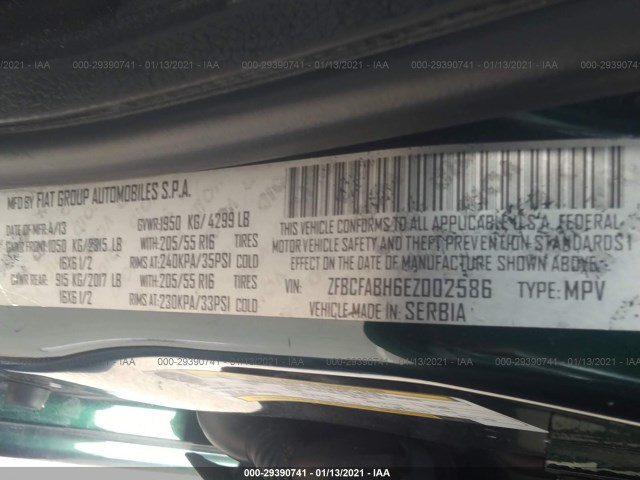 000-29390741 - 01/13/2021 - IAA
MFD BY FIAT GROUP AUTOMOBILES S.P.A.
DATE OF MFR. 4/13 GVWR:1950 KG/4299 LB
GAWR FRONT: 1050 KG/2315 LB WITH-205/55 R16 TIRES
16X6 1/2 RIMS AT-240KPA/35PSI COLD
GAWR REAR: 915 KG/2017 LB WITH-205/55 R16 TIRES
16X6 1/2 RIMS AT-230KPA/33PSI COLD
THIS VEHICLE CONFORMS TO ALL APPLICABLE U.S.A. FEDERAL
MOTOR VEHICLE SAFETY AND THEFT PREVENTION STANDARDS I
EFFECT ON THE DATE OF MANUFACTURE SHOWN ABOVE.
VIN: ZFBCFABH6EZ002586 TYPE: MPV
VEHICLE-MADE IN: SERBIA
000-29390741 - 01/13/2021 - IAA
000-29390741 - 01/13/2021 - IAA